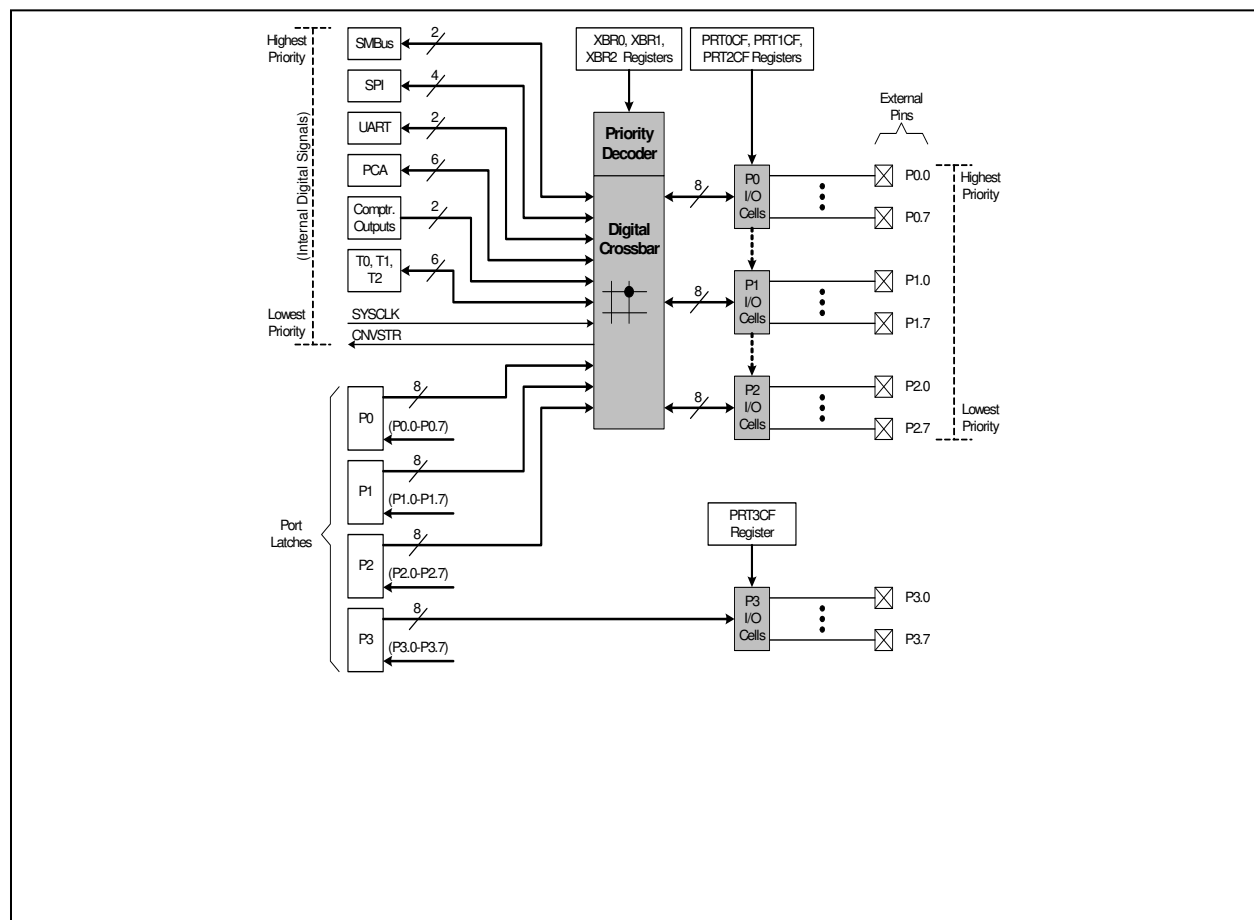 Highest
Priority
(Internal Digital Signals)
Lowest
Priority
SMBus
2
SPI
4
UART
2
PCA
6
Comptr.
Outputs
2
T0, T1,
T2
6
SYSCLK
CNVSTR
XBR0, XBR1,
XBR2 Registers
PRT0CF, PRT1CF,
PRT2CF Registers
Priority
Decoder
Digital
Crossbar
8
8
8
P0
I/O
Cells
P1
I/O
Cells
P2
I/O
Cells
External
Pins
P0.0
P0.7
P1.0
P1.7
P2.0
P2.7
Highest
Priority
Lowest
Priority
Port
Latches
P0
8
(P0.0-P0.7)
P1
8
(P1.0-P1.7)
P2
8
(P2.0-P2.7)
P3
8
(P3.0-P3.7)
PRT3CF
Register
P3
I/O
Cells
P3.0
P3.7